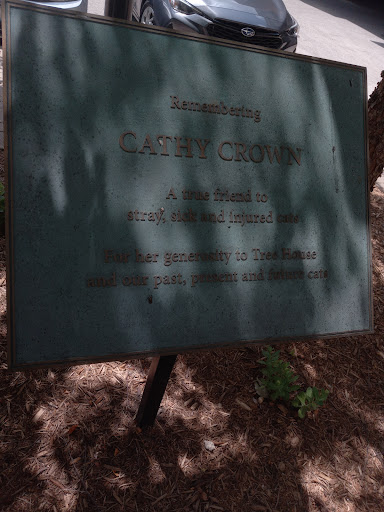 Remembering
CATHY CROWN
A true friend to
stray, sick and injured cats
For her generosity to Tree House
and our past, present and future cats